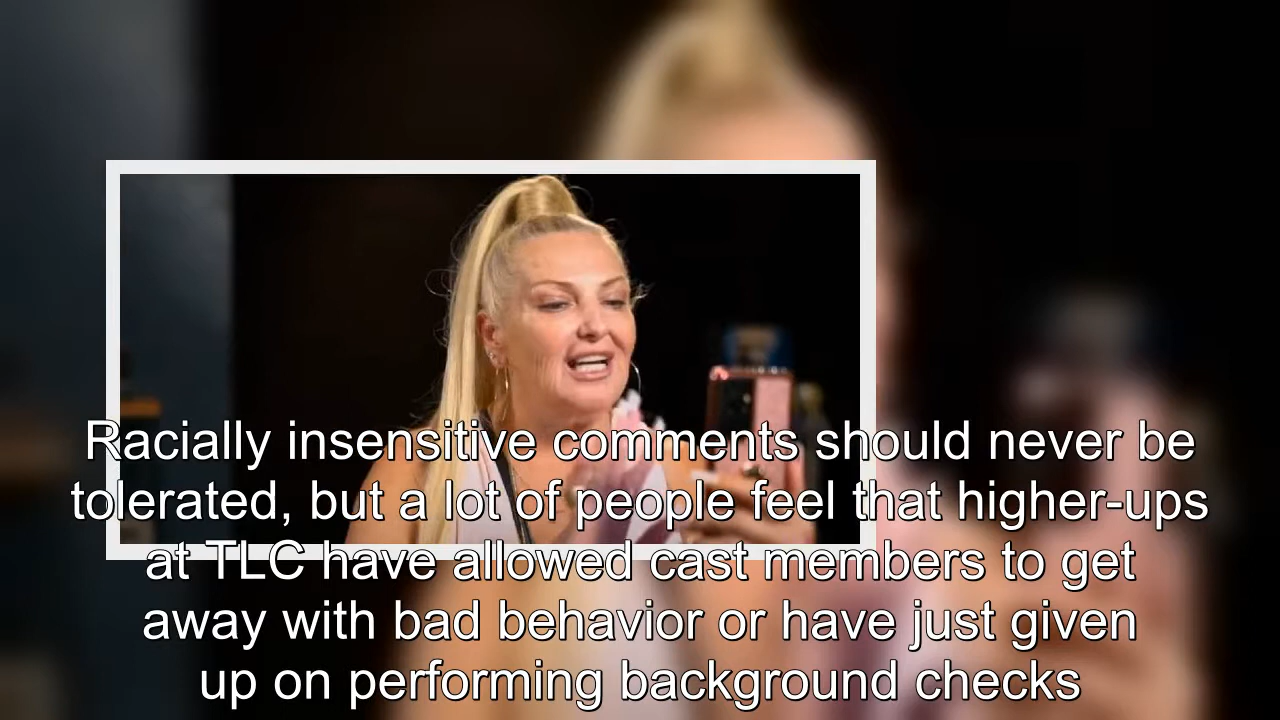 Racially insensitive comments should never be
tolerated, but a lot of people feel that higher-ups
at TLC have allowed cast members to get
away with bad behavior or have just given
up on performing background checks